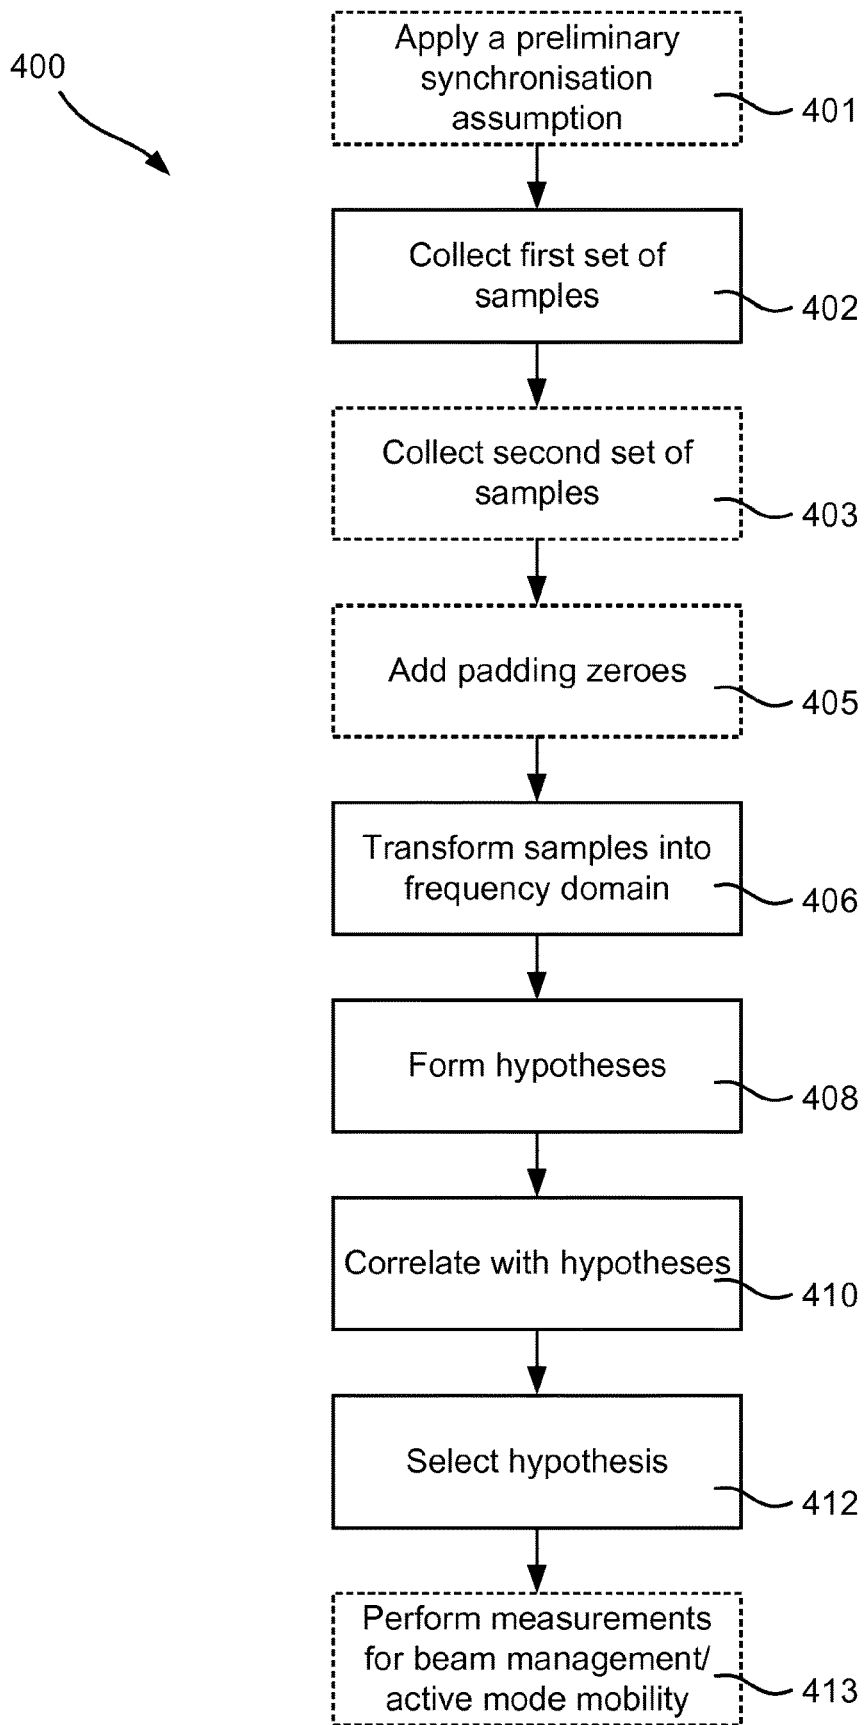 400
Apply a preliminary
synchronisation
assumption
401
Collect first set of
samples
402
Collect second set of
samples
403
Add padding zeroes
405
Transform samples into
frequency domain
406
Form hypotheses
408
Correlate with hypotheses
410
Select hypothesis
412
Perform measurements
for beam management/
active mode mobility
413